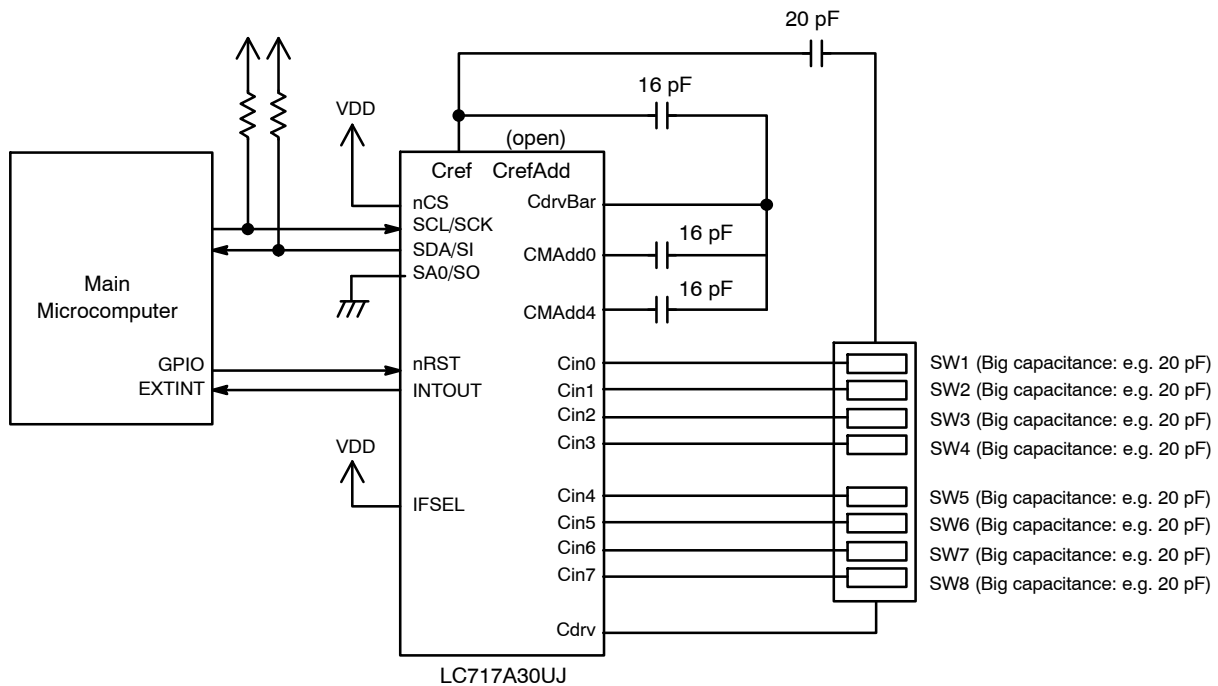 20 pF
16 pF
VDD
(open)
Cref CrefAdd
nCS
CdrvBar
SCL/SCK
16 pF
SDA/SI
CMAdd0
SA0/SO
16 pF
Main
Microcomputer
CMAdd4
GPIO
nRST
Cin0
SW1 (Big capacitance: e.g. 20 pF)
EXTINT
INTOUT
Cin1
SW2 (Big capacitance: e.g. 20 pF)
Cin2
SW3 (Big capacitance: e.g. 20 pF)
VDD
Cin3
SW4 (Big capacitance: e.g. 20 pF)
IFSEL
Cin4
SW5 (Big capacitance: e.g. 20 pF)
Cin5
SW6 (Big capacitance: e.g. 20 pF)
Cin6
SW7 (Big capacitance: e.g. 20 pF)
Cin7
SW8 (Big capacitance: e.g. 20 pF)
Cdrv
LC717A30UJ